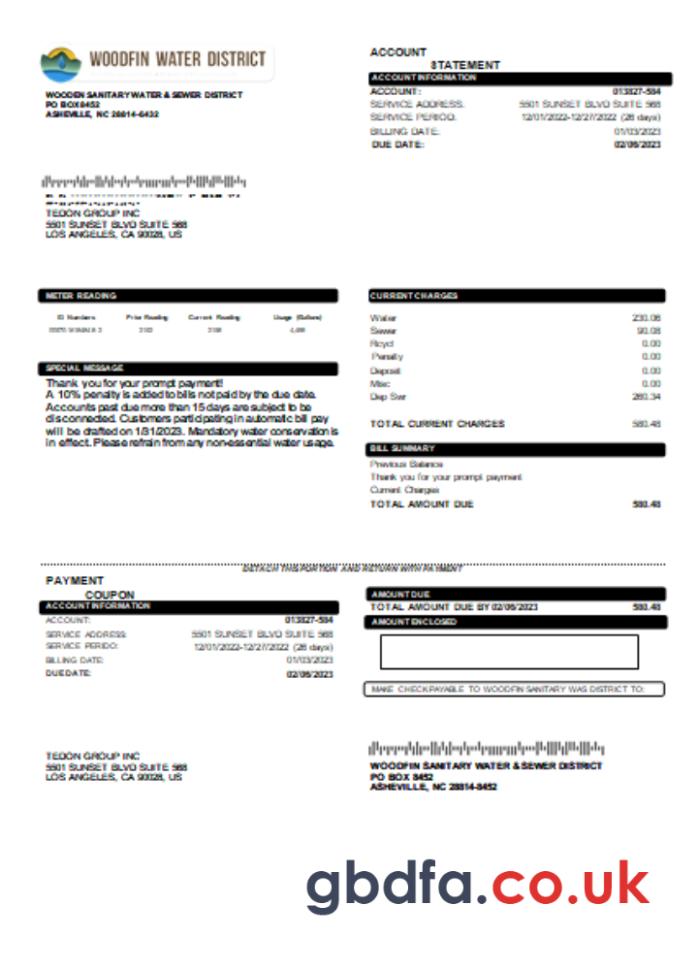 WOODFIN WATER DISTRICT
WOODEN SANITARY WATER & SEWER DISTRICT
PO BOX 8452
ASHEVILLE, NC 28814-6432
ACCOUNT
STATEMENT
ACCOUNT INFORMATION
ACCOUNT: 013827-584
SERVICE ADDRESS: 5501 SUNSET BLVD SUITE 568
SERVICE PERIOD: 12/01/2022-12/27/2022 (26 days)
BILLING DATE: 01/03/2023
DUE DATE: 02/06/2023
TEDON GROUP INC
5501 SUNSET BLVD SUITE 568
LOS ANGELES, CA 90028, US
METER READING
ID Numbers Prior Reading Current Reading Usage (Gallons)
SPECIAL MESSAGE
Thank you for your prompt payment!
A 10% penalty is added to bills not paid by the due date.
Accounts past due more than 15 days are subject to be
disconnected. Customers participating in automatic bill pay
will be drafted on 1/31/2023. Mandatory water conservation is
in effect. Please refrain from any non-essential water usage.
CURRENT CHARGES
Water 230.06
Sewer 90.08
Rcycl 0.00
Penalty 0.00
Deposit 0.00
Misc 0.00
Dep Swr 260.34
TOTAL CURRENT CHARGES 580.48
BILL SUMMARY
Previous Balance
Thank you for your prompt payment
Current Charges
TOTAL AMOUNT DUE 580.48
DETACH THIS PORTION AND RETURN WITH PAYMENT
PAYMENT
COUPON
ACCOUNT INFORMATION
ACCOUNT: 013827-584
SERVICE ADDRESS: 5501 SUNSET BLVD SUITE 568
SERVICE PERIOD: 12/01/2022-12/27/2022 (26 days)
BILLING DATE: 01/03/2023
DUE DATE: 02/06/2023
AMOUNT DUE
TOTAL AMOUNT DUE BY 02/06/2023 580.48
AMOUNT ENCLOSED
MAKE CHECK PAYABLE TO WOODFIN SANITARY WAS DISTRICT TO:
TEDON GROUP INC
5501 SUNSET BLVD SUITE 568
LOS ANGELES, CA 90028, US
WOODFIN SANITARY WATER & SEWER DISTRICT
PO BOX 8452
ASHEVILLE, NC 28814-8452
gbdfa.co.uk